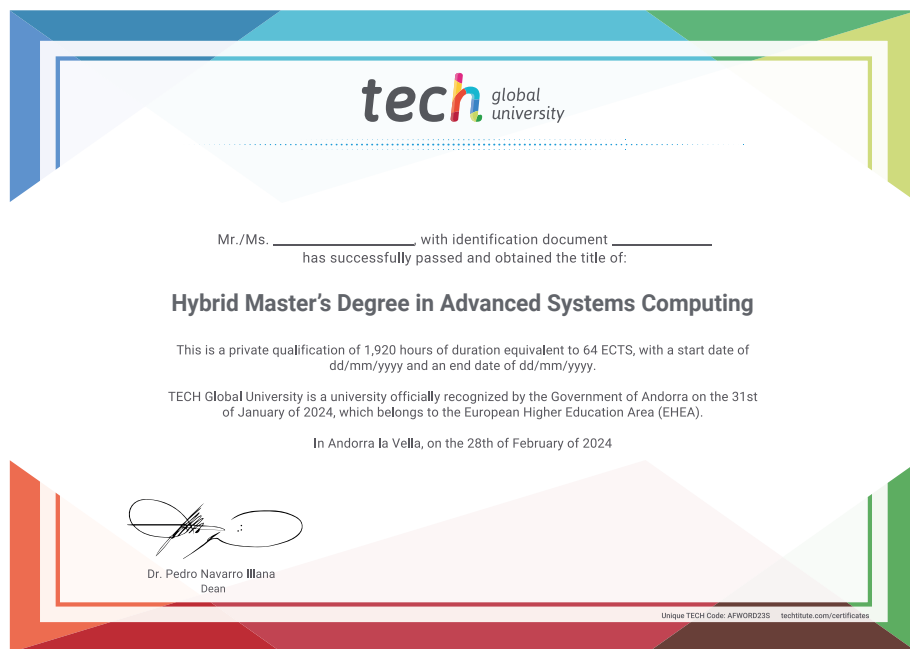 tech global
university
Mr./Ms. ____________, with identification document ____________
has successfully passed and obtained the title of:
Hybrid Master’s Degree in Advanced Systems Computing
This is a private qualification of 1,920 hours of duration equivalent to 64 ECTS, with a start date of
dd/mm/yyyy and an end date of dd/mm/yyyy.
TECH Global University is a university officially recognized by the Government of Andorra on the 31st
of January of 2024, which belongs to the European Higher Education Area (EHEA).
In Andorra la Vella, on the 28th of February of 2024
Dr. Pedro Navarro Illana
Dean
Unique TECH Code: AFWORD23S techtitute.com/certificates